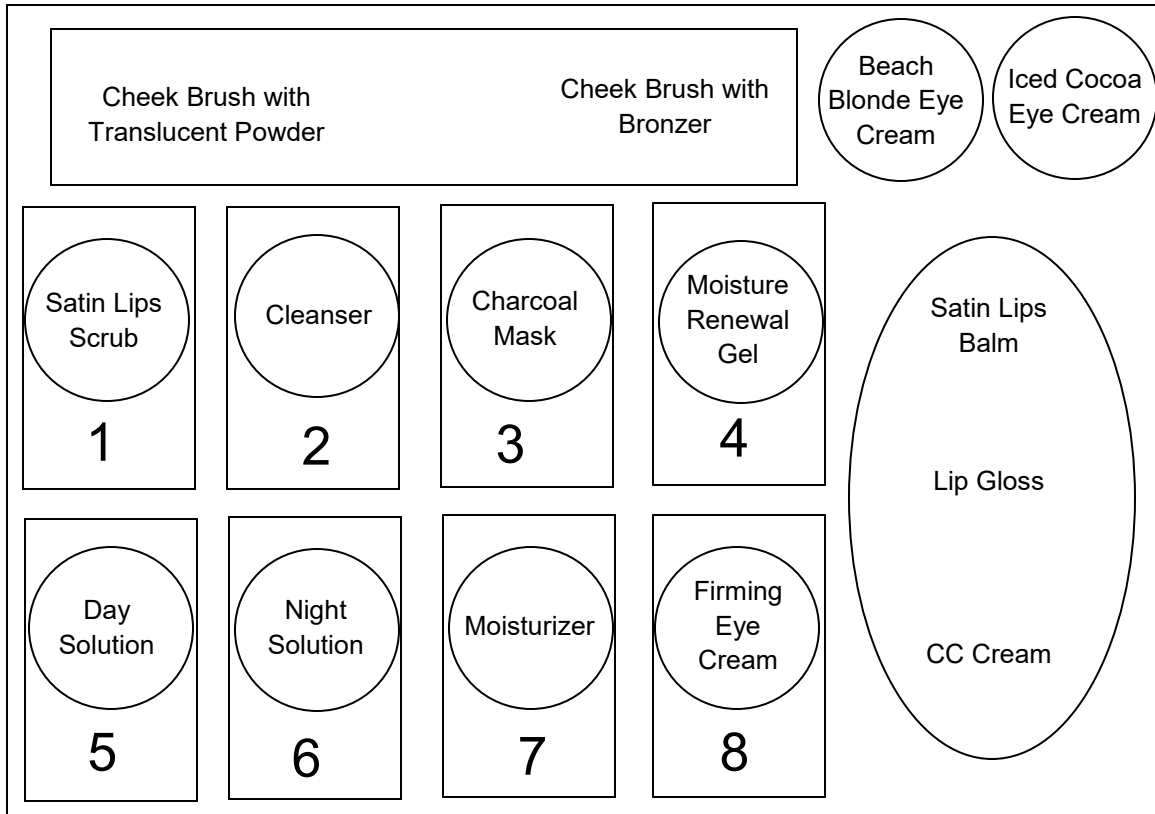 Cheek Brush with
Translucent Powder
Cheek Brush with
Bronzer
Beach
Blonde Eye
Cream
Iced Cocoa
Eye Cream
Satin Lips
Scrub
1
Cleanser
2
Charcoal
Mask
3
Moisture
Renewal
Gel
4
Satin Lips
Balm
Lip Gloss
CC Cream
Day
Solution
5
Night
Solution
6
Moisturizer
7
Firming
Eye
Cream
8